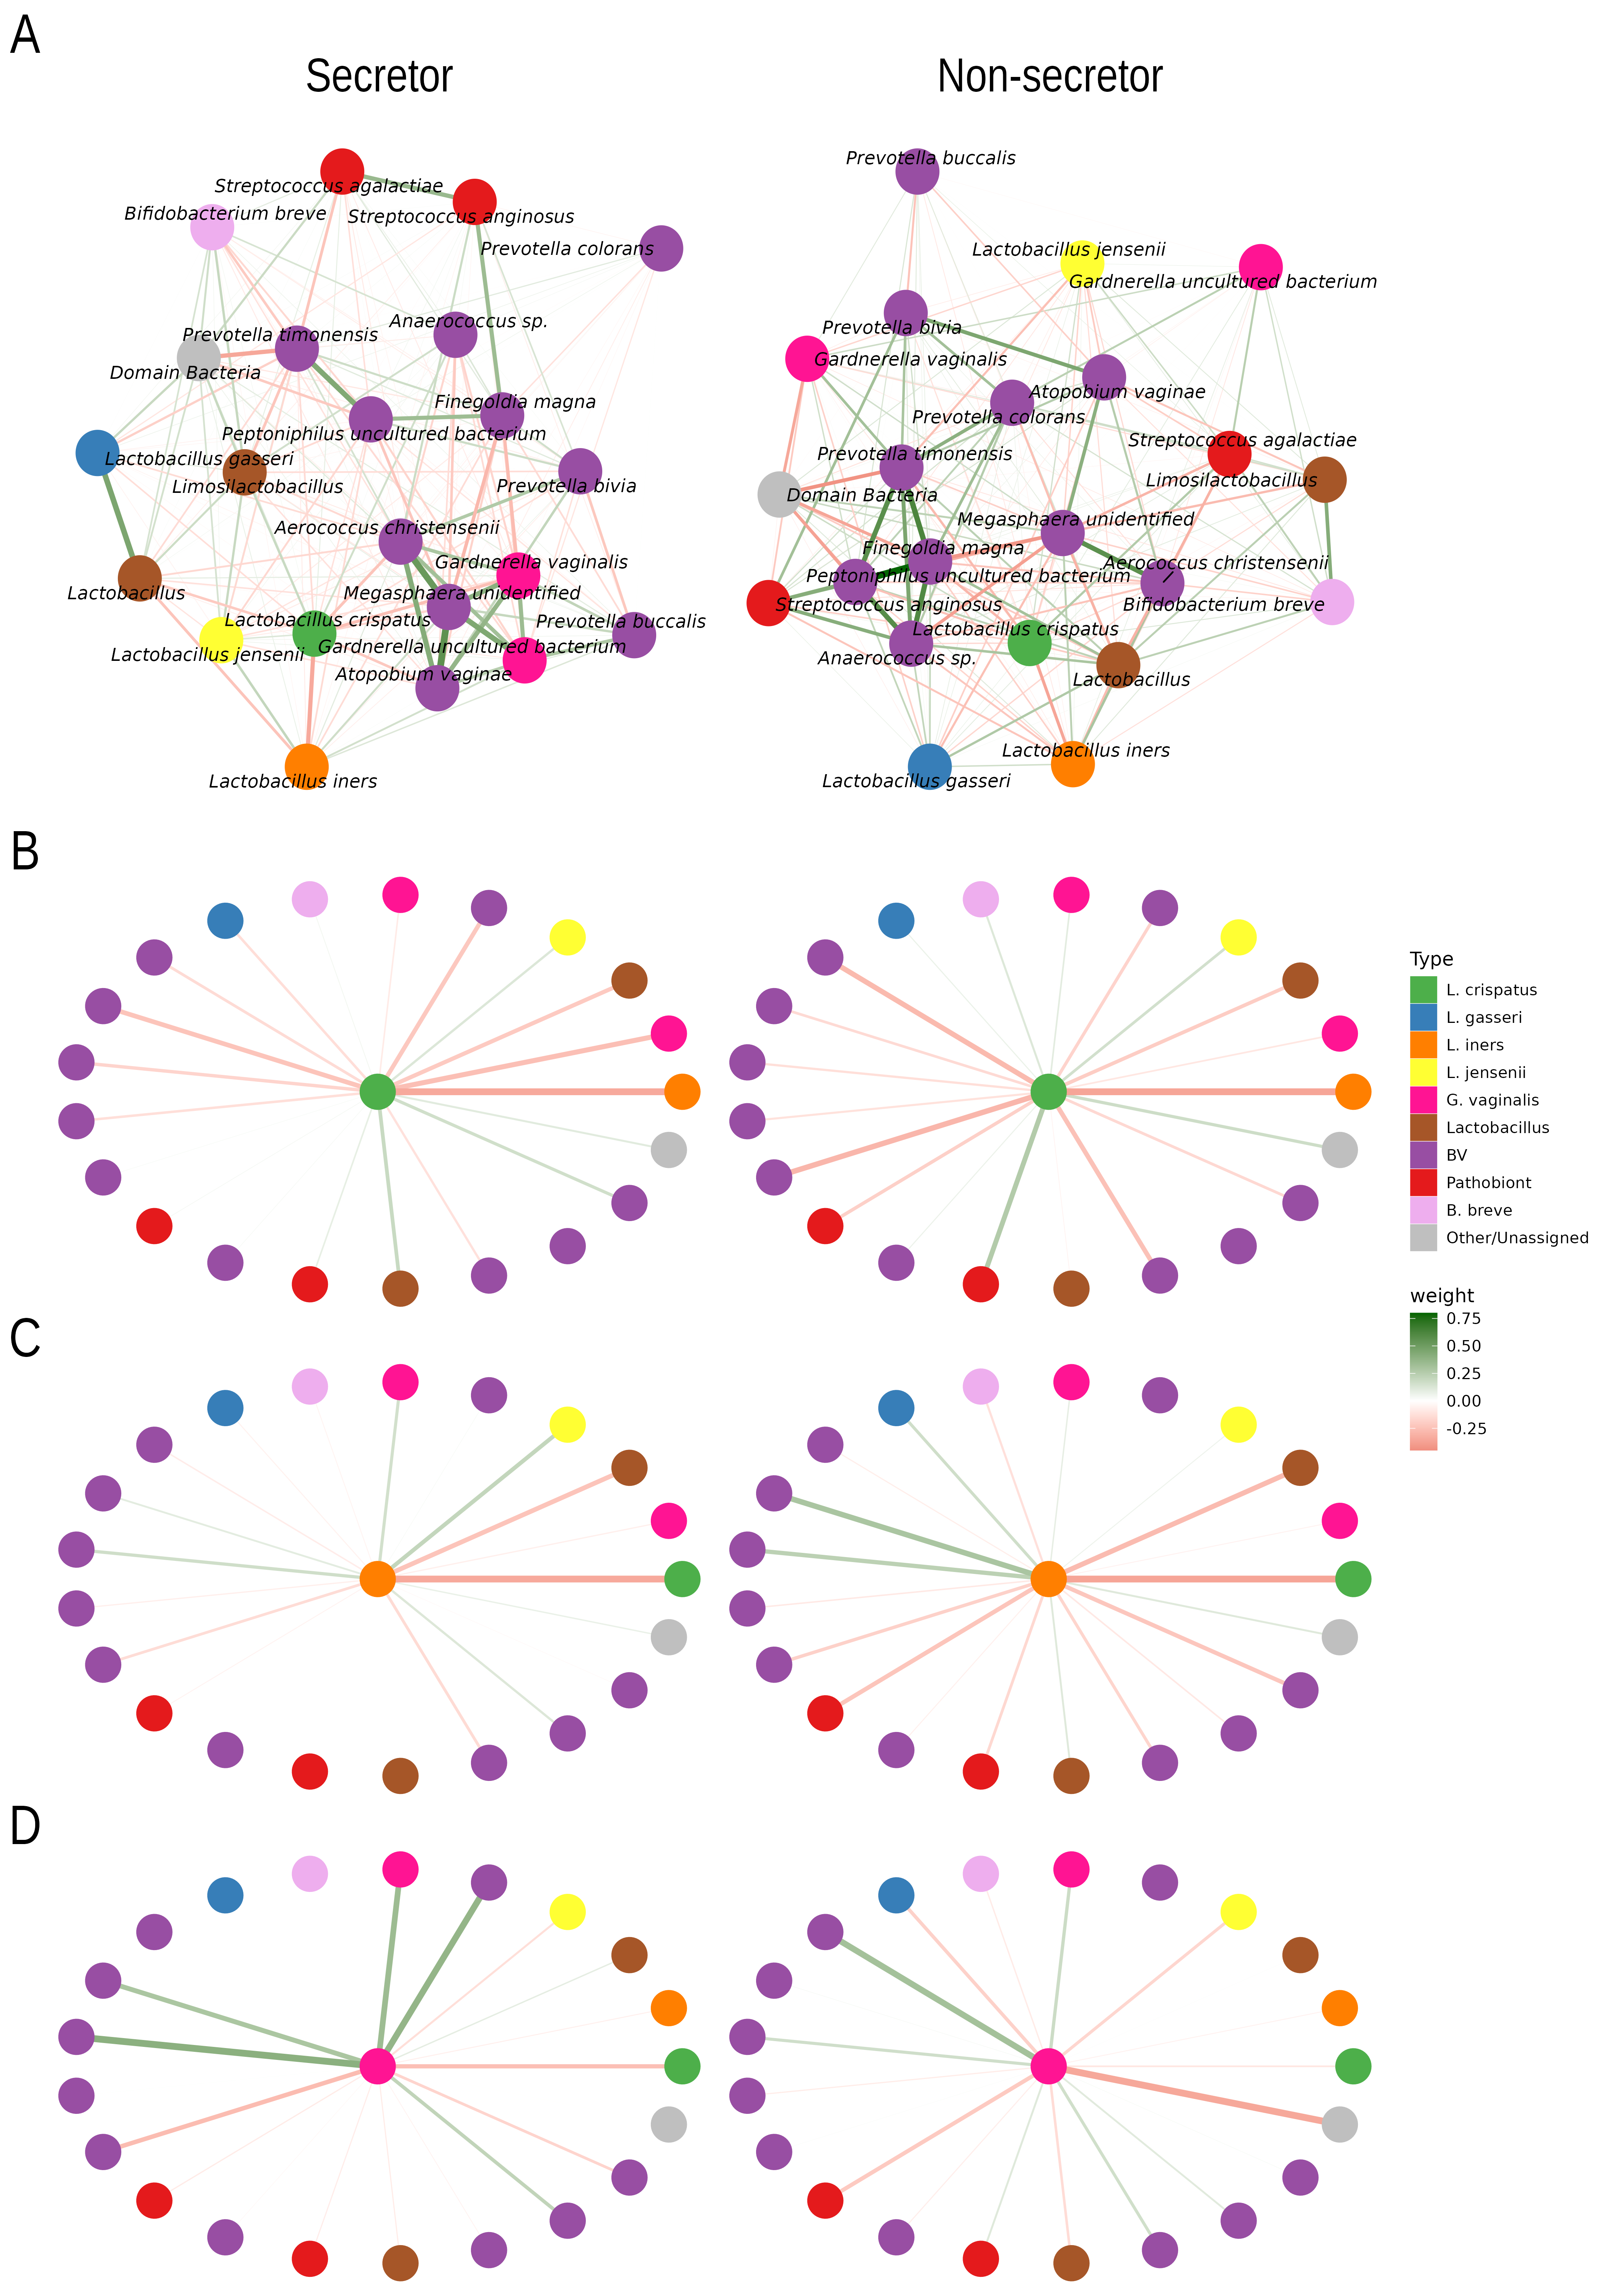 A
Secretor
Non-secretor
Streptococcus agalactiae
Bifidobacterium breve
Streptococcus anginosus
Prevotella colorans
Prevotella timonensis
Anaerococcus sp.
Domain Bacteria
Finegoldia magna
Peptoniphilus uncultured bacterium
Lactobacillus gasseri
Limosilactobacillus
Prevotella bivia
Aerococcus christensenii
Gardnerella vaginalis
Lactobacillus
Megasphaera unidentified
Lactobacillus crispatus
Prevotella buccalis
Lactobacillus jensenii
Gardnerella uncultured bacterium
Atopobium vaginae
Lactobacillus iners
Prevotella buccalis
Lactobacillus jensenii
Gardnerella uncultured bacterium
Prevotella bivia
Gardnerella vaginalis
Atopobium vaginae
Prevotella colorans
Streptococcus agalactiae
Prevotella timonensis
Limosilactobacillus
Domain Bacteria
Megasphaera unidentified
Finegoldia magna
Aerococcus christensenii
Peptoniphilus uncultured bacterium
Streptococcus anginosus
Bifidobacterium breve
Lactobacillus crispatus
Anaerococcus sp.
Lactobacillus
Lactobacillus iners
Lactobacillus gasseri
B
Type
L. crispatus
L. gasseri
L. iners
L. jensenii
G. vaginalis
Lactobacillus
BV
Pathobiont
B. breve
Other/Unassigned
weight
0.75
0.50
0.25
0.00
-0.25
C
D